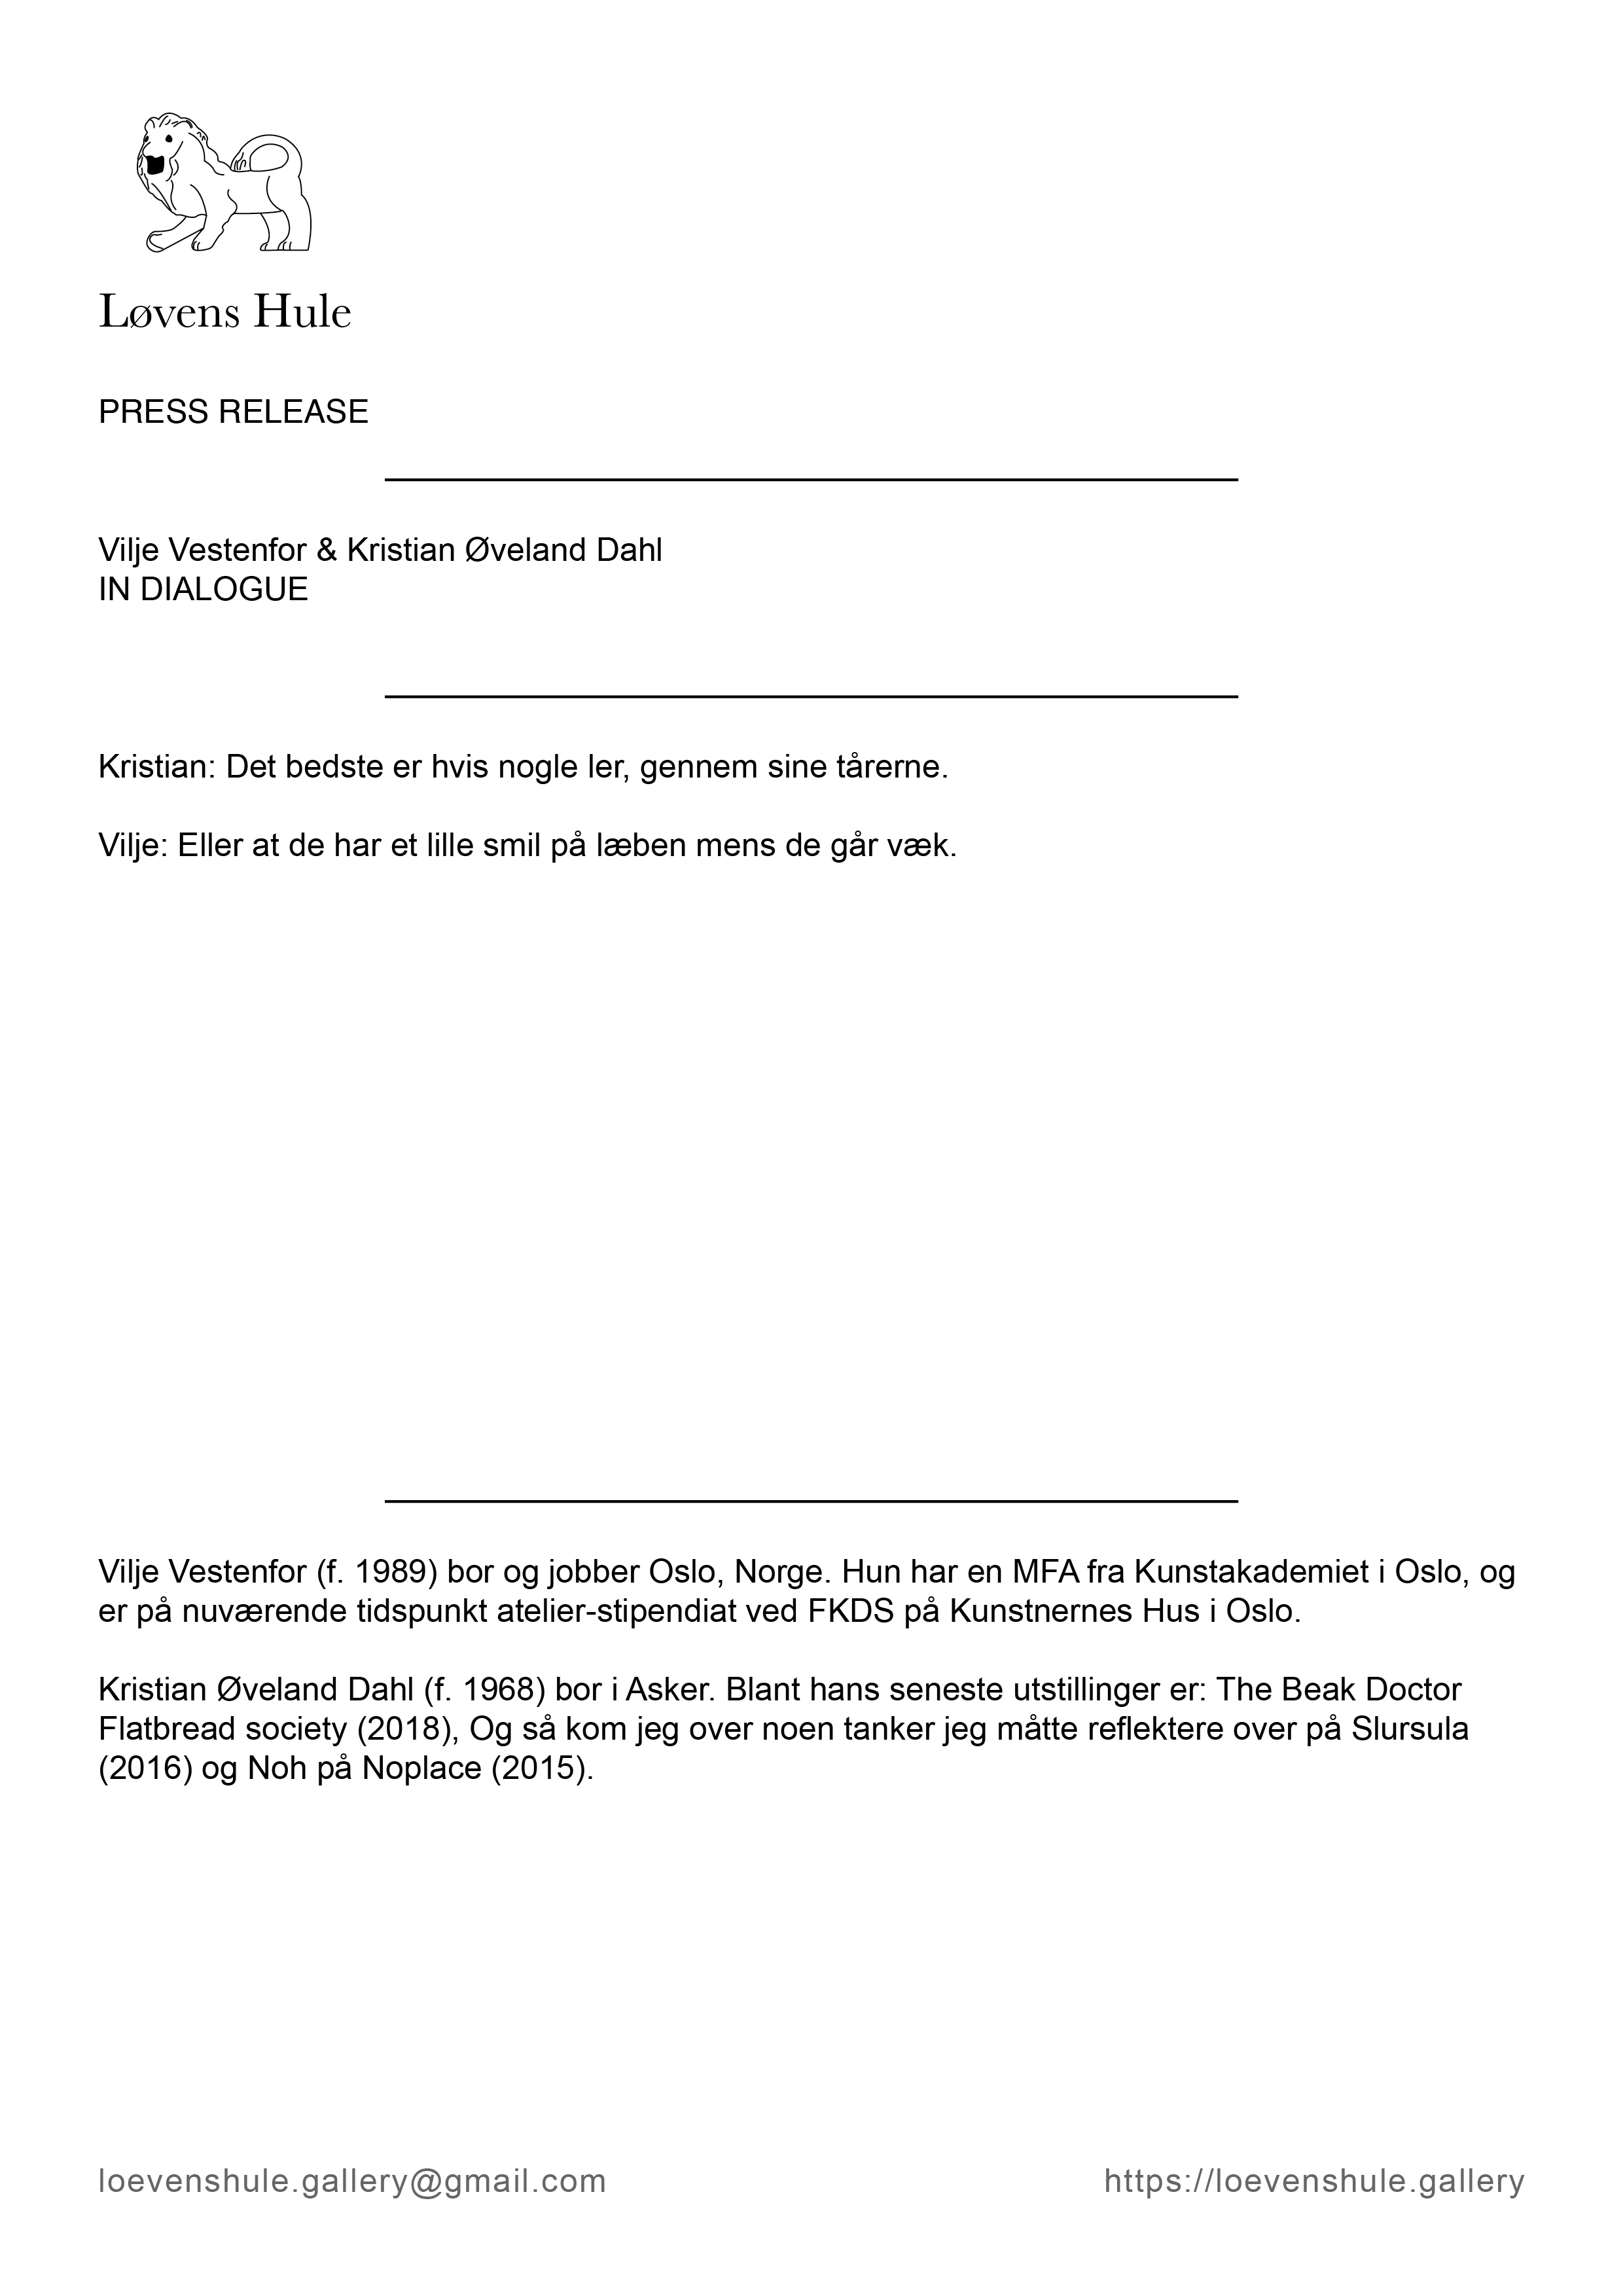 Løvens Hule
PRESS RELEASE
Vilje Vestenfor & Kristian Øveland Dahl
IN DIALOGUE
Kristian: Det bedste er hvis nogle ler, gennem sine tårerne.
Vilje: Eller at de har et lille smil på læben mens de går væk.
Vilje Vestenfor (f. 1989) bor og jobber Oslo, Norge. Hun har en MFA fra Kunstakademiet i Oslo, og
er på nuværende tidspunkt atelier-stipendiat ved FKDS på Kunstnernes Hus i Oslo.
Kristian Øveland Dahl (f. 1968) bor i Asker. Blant hans seneste utstillinger er: The Beak Doctor
Flatbread society (2018), Og så kom jeg over noen tanker jeg måtte reflektere over på Slursula
(2016) og Noh på Noplace (2015).
loevenshule.gallery@gmail.com
https://loevenshule.gallery